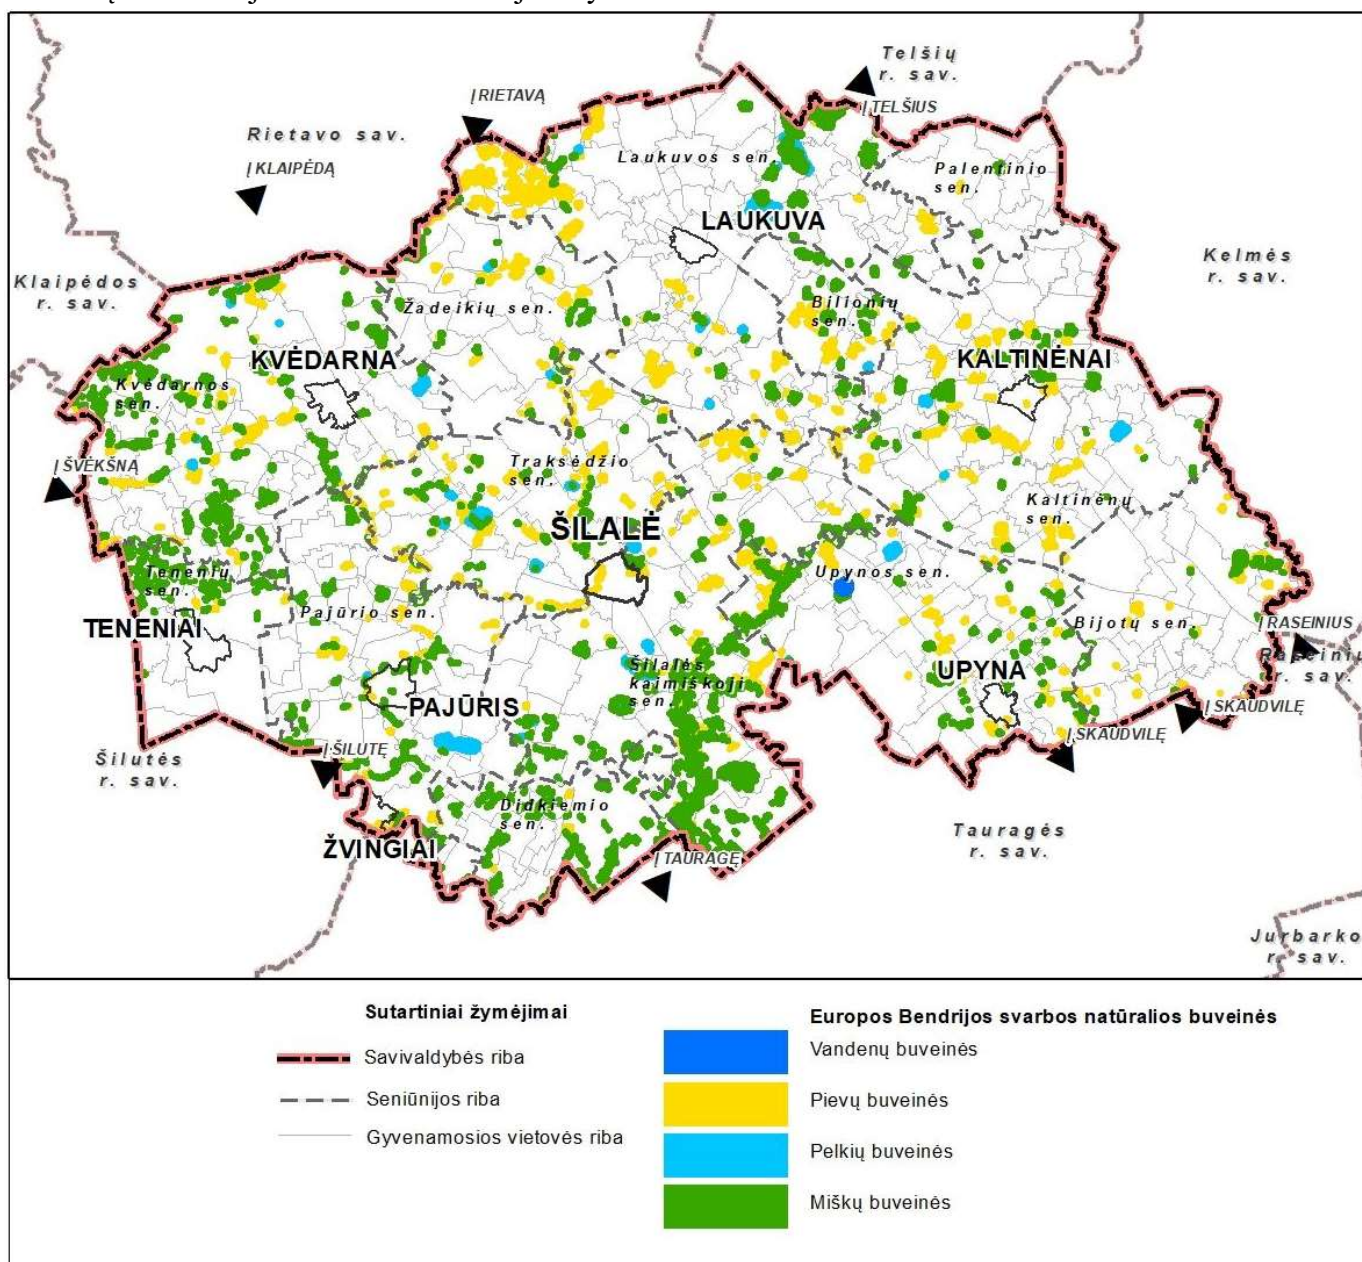 Telšių
r. sav.
Į RIETAVĄ
Į TELŠIUS
Rietavo sav.
Laukuvos sen.
Į KLAIPĖDĄ
Palentinio
sen.
LAUKUVA
Kelmės
r. sav.
Klaipėdos
r. sav.
Žadeikių sen.
Bilionių
sen.
KVĖDARNA
KALTINĖNAI
Kvėdarnos
sen.
Į ŠVĖKŠNĄ
Traksėdžio
sen.
Kaltinėnų
sen.
ŠILALĖ
Tenenių
sen.
Upynos sen.
Pajūrio sen.
TENENIAI
Bijotų sen.
Į RASEINIUS
Raseinių
r. sav.
Šilalės
kaimiškoji
sen.
UPYNA
PAJŪRIS
Į SKAUDVILĘ
Į SKAUDVILĘ
Į ŠILUTĘ
Šilutės
r. sav.
Didkiemio
sen.
Tauragės
r. sav.
ŽVINGIAI
Į TAURAGĘ
Jurbarko
r. sav.
Sutartiniai žymėjimai
Savivaldybės riba
Seniūnijos riba
Gyvenamosios vietovės riba
Europos Bendrijos svarbos natūralios buveinės
Vandenų buveinės
Pievų buveinės
Pelkių buveinės
Miškų buveinės